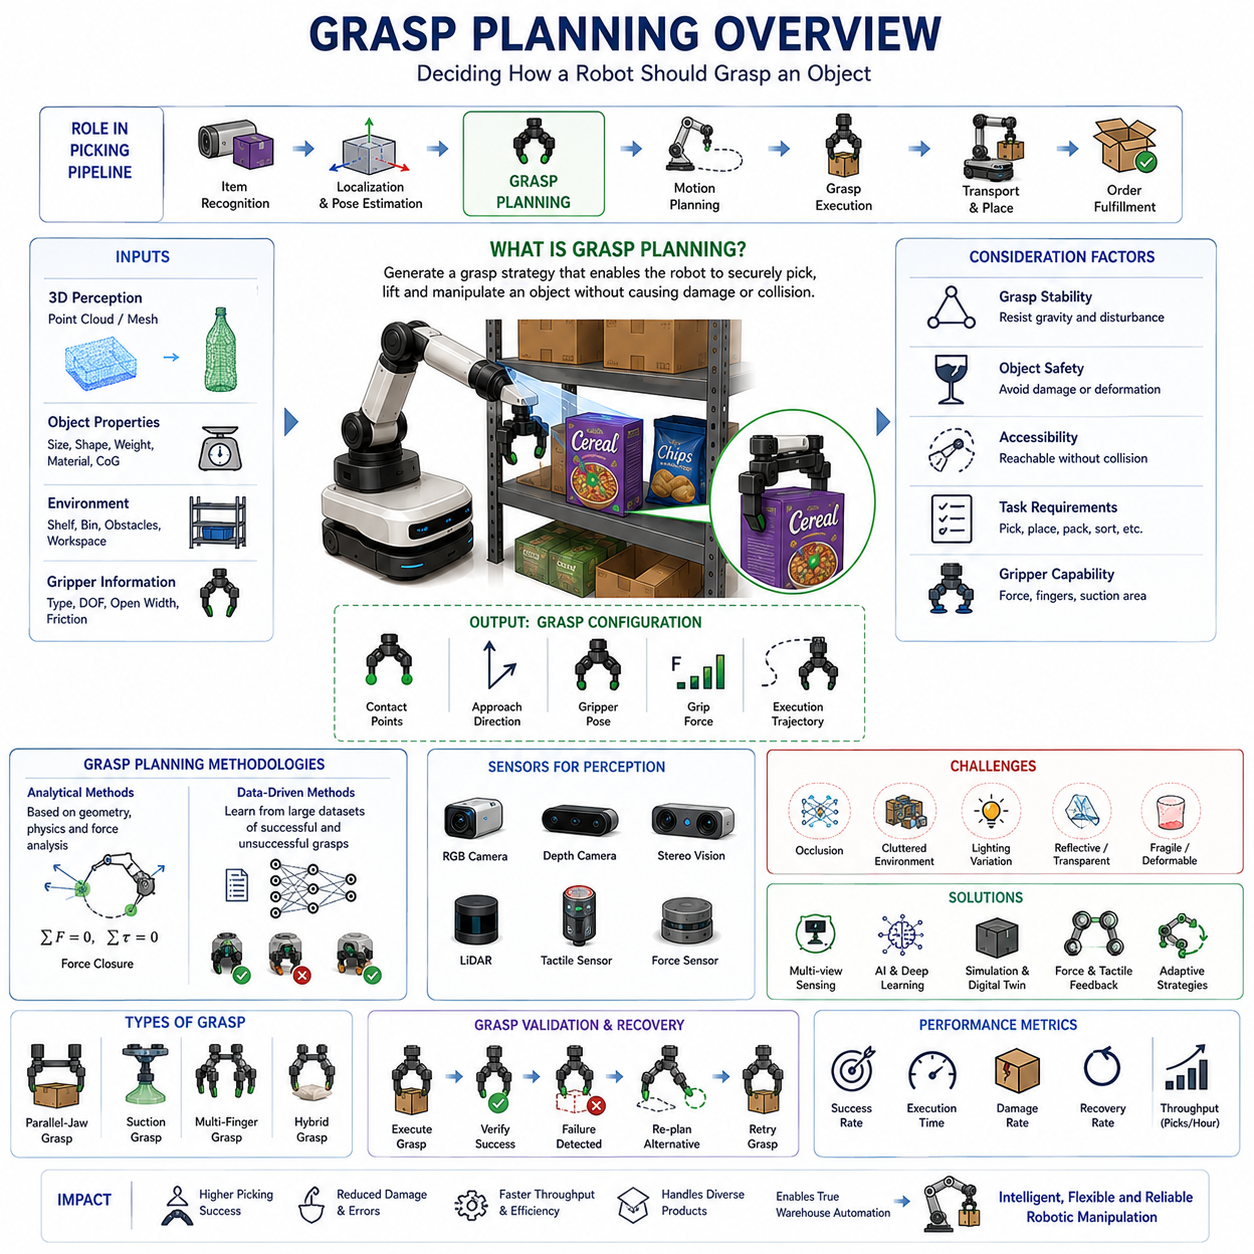 GRASP PLANNING OVERVIEW
Deciding How a Robot Should Grasp an Object
ROLE IN
PICKING
PIPELINE
Item
Recognition
Localization
& Pose Estimation
GRASP
PLANNING
Motion
Planning
Grasp
Execution
Transport
& Place
Order
Fulfillment
INPUTS
3D Perception
Point Cloud / Mesh
Object Properties
Size, Shape, Weight,
Material, CoG
Environment
Shelf, Bin, Obstacles,
Workspace
Gripper Information
Type, DOF, Open Width,
Friction
WHAT IS GRASP PLANNING?
Generate a grasp strategy that enables the robot to securely pick,
lift and manipulate an object without causing damage or collision.
Cereal
Chips
Cereal
CONSIDERATION FACTORS
Grasp Stability
Resist gravity and disturbance
Object Safety
Avoid damage or deformation
Accessibility
Reachable without collision
Task Requirements
Pick, place, pack, sort, etc.
Gripper Capability
Force, fingers, suction area
OUTPUT: GRASP CONFIGURATION
Contact
Points
Approach
Direction
Gripper
Pose
F
Grip
Force
Execution
Trajectory
GRASP PLANNING METHODOLOGIES
Analytical Methods
Based on geometry,
physics and force
analysis
∑ F = 0, ∑ τ = 0
Force Closure
Data-Driven Methods
Learn from large datasets
of successful and
unsuccessful grasps
SENSORS FOR PERCEPTION
RGB Camera
Depth Camera
Stereo Vision
LiDAR
Tactile Sensor
Force Sensor
CHALLENGES
Occlusion
Cluttered
Environment
Lighting
Variation
Reflective /
Transparent
Fragile /
Deformable
SOLUTIONS
Multi-view
Sensing
AI & Deep
Learning
Simulation &
Digital Twin
Force & Tactile
Feedback
Adaptive
Strategies
TYPES OF GRASP
Parallel-Jaw
Grasp
Suction
Grasp
Multi-Finger
Grasp
Hybrid
Grasp
GRASP VALIDATION & RECOVERY
Execute
Grasp
Verify
Success
Failure
Detected
Re-plan
Alternative
Retry
Grasp
PERFORMANCE METRICS
Success
Rate
Execution
Time
Damage
Rate
Recovery
Rate
Throughput
(Picks/Hour)
IMPACT
Higher Picking
Success
Reduced Damage
& Errors
Faster Throughput
& Efficiency
Handles Diverse
Products
Enables True
Warehouse Automation
Intelligent, Flexible and Reliable
Robotic Manipulation